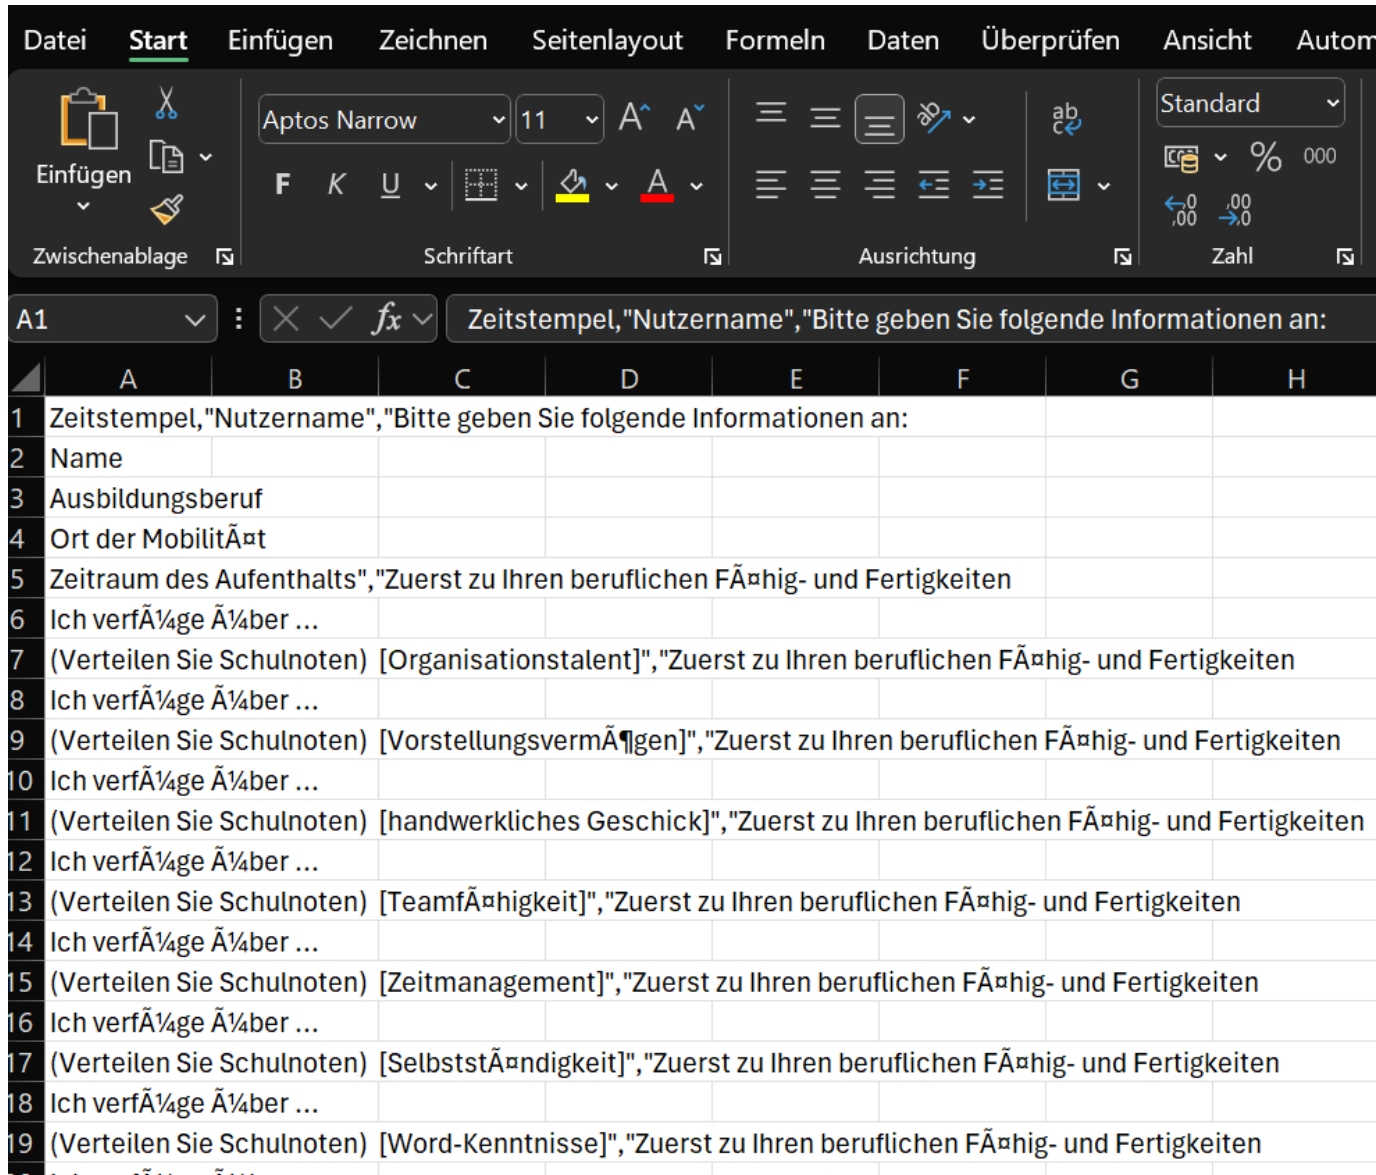 Datei Start Einfügen Zeichnen Seitenlayout Formeln Daten Überprüfen Ansicht Autom
Einfügen
Aptos Narrow 11
F K U A
ab
Standard
% 000
Zwischenablage Schriftart Ausrichtung Zahl
A1 fx Zeitstempel,"Nutzername","Bitte geben Sie folgende Informationen an:
A B C D E F G H
1 Zeitstempel,"Nutzername","Bitte geben Sie folgende Informationen an:
2 Name
3 Ausbildungsberuf
4 Ort der MobilitÃ¤t
5 Zeitraum des Aufenthalts","Zuerst zu Ihren beruflichen FÃ¤hig- und Fertigkeiten
6 Ich verfÃ¼ge Ã¼ber ...
7 (Verteilen Sie Schulnoten) [Organisationstalent]","Zuerst zu Ihren beruflichen FÃ¤hig- und Fertigkeiten
8 Ich verfÃ¼ge Ã¼ber ...
9 (Verteilen Sie Schulnoten) [VorstellungsvermÃ¶gen]","Zuerst zu Ihren beruflichen FÃ¤hig- und Fertigkeiten
10 Ich verfÃ¼ge Ã¼ber ...
11 (Verteilen Sie Schulnoten) [handwerkliches Geschick]","Zuerst zu Ihren beruflichen FÃ¤hig- und Fertigkeiten
12 Ich verfÃ¼ge Ã¼ber ...
13 (Verteilen Sie Schulnoten) [TeamfÃ¤higkeit]","Zuerst zu Ihren beruflichen FÃ¤hig- und Fertigkeiten
14 Ich verfÃ¼ge Ã¼ber ...
15 (Verteilen Sie Schulnoten) [Zeitmanagement]","Zuerst zu Ihren beruflichen FÃ¤hig- und Fertigkeiten
16 Ich verfÃ¼ge Ã¼ber ...
17 (Verteilen Sie Schulnoten) [SelbststÃ¤ndigkeit]","Zuerst zu Ihren beruflichen FÃ¤hig- und Fertigkeiten
18 Ich verfÃ¼ge Ã¼ber ...
19 (Verteilen Sie Schulnoten) [Word-Kenntnisse]","Zuerst zu Ihren beruflichen FÃ¤hig- und Fertigkeiten